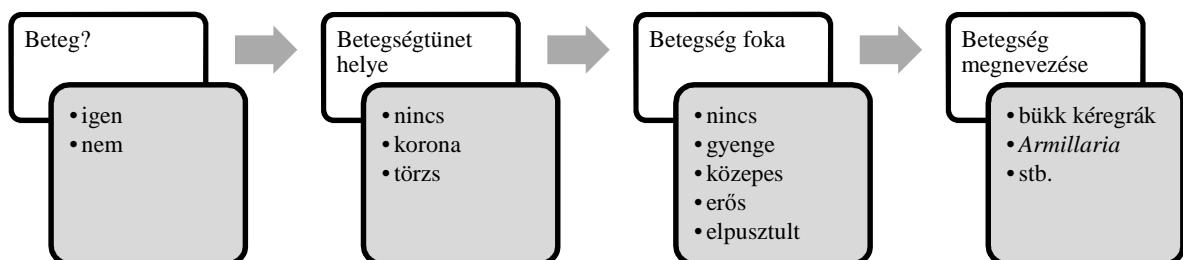 Beteg?
• igen
• nem
Betegségtünet
helye
• nincs
• korona
• törzs
Betegség foka
• nincs
• gyenge
• közepes
• erős
• elpusztult
Betegség
megnevezése
• bükk kéregrák
• Armillaria
• stb.